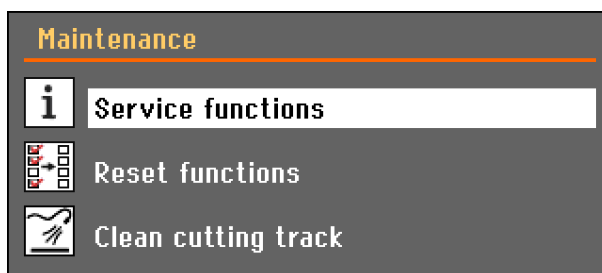 Maintenance
Service functions
Reset functions
Clean cutting track